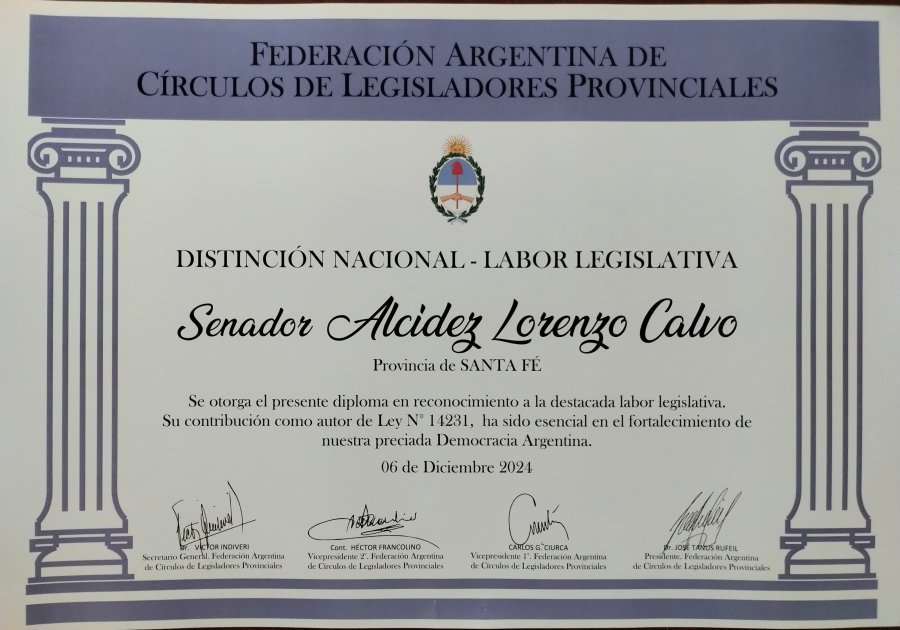 FEDERACIÓN ARGENTINA DE
CÍRCULOS DE LEGISLADORES PROVINCIALES
DISTINCIÓN NACIONAL - LABOR LEGISLATIVA
Senador Alcidez Lorenzo Calvo
Provincia de SANTA FÉ
Se otorga el presente diploma en reconocimiento a la destacada labor legislativa.
Su contribución como autor de Ley N° 14231, ha sido esencial en el fortalecimiento de
nuestra preciada Democracia Argentina.
06 de Diciembre 2024
Dr. VICTOR INDIVERI
Secretario General. Federación Argentina
de Círculos de Legisladores Provinciales
Cont. HÉCTOR FRANCOLINO
Vicepresidente 2°. Federación Argentina
de Círculos de Legisladores Provinciales
CARLOS G. CIURCA
Vicepresidente 1°. Federación Argentina
de Círculos de Legisladores Provinciales
Dr. JOSÉ TANÚS RUFEIL
Presidente. Federación Argentina
de Círculos de Legisladores Provinciales